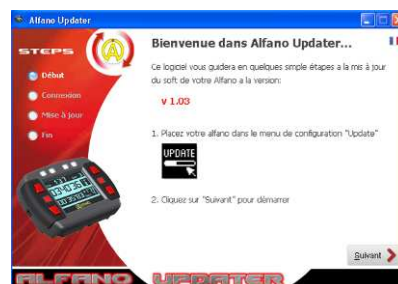 Alfano Updater
STEPS
A
Début
Connexion
Mise à jour
Fin
Bienvenue dans Alfano Updater...
Ce logiciel vous guidera en quelques simple étapes a la mis à jour
du soft de votre Alfano a la version:
v 1.03
1. Placez votre alfano dans le menu de configuration "Update"
UPDATE
2. Cliquez sur "Suivant" pour démarrer
Suivant
ALFANO UPDATER